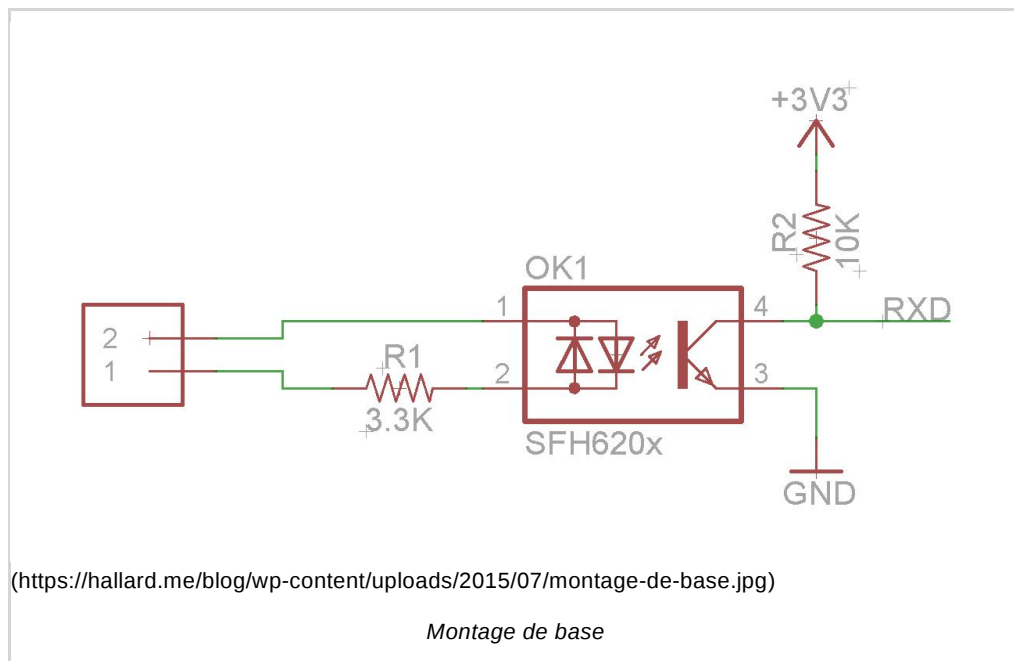 +3V3
R2
10K
OK1
1
4
RXD
2
1
R1
3.3K
2
3
SFH620x
GND
(https://hallard.me/blog/wp-content/uploads/2015/07/montage-de-base.jpg)
Montage de base